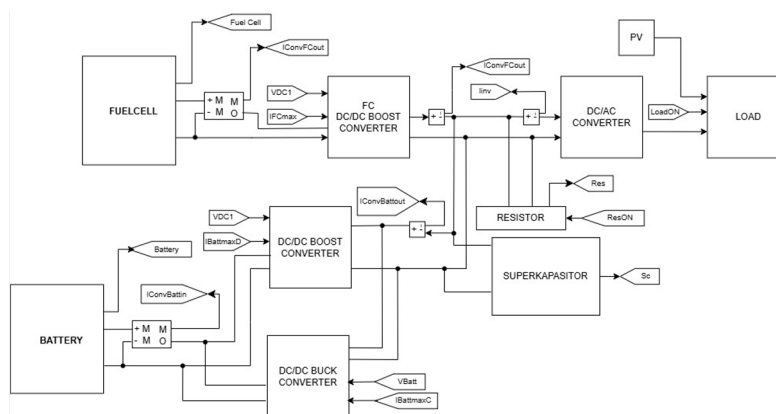 Fuel Cell
PV
IConvFCout
IConvFCout
FUELCELL
+ M M
- M O
VDC1
IFCmax
FC
DC/DC BOOST
CONVERTER
+ -
Iinv
+ -
DC/AC
CONVERTER
LoadON
LOAD
Res
IConvBattout
RESISTOR
ResON
VDC1
IBattmaxD
DC/DC BOOST
CONVERTER
+ -
SUPERKAPASITOR
Sc
Battery
IConvBattin
BATTERY
+ M M
- M O
DC/DC BUCK
CONVERTER
VBatt
IBattmaxC